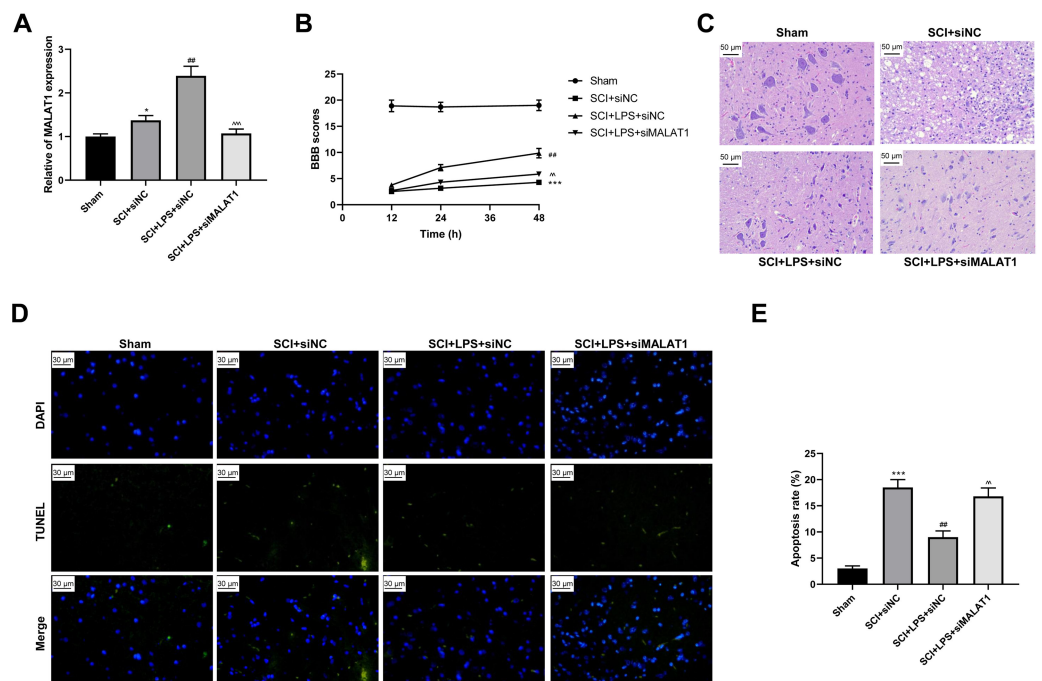 A
Relative of MALAT1 expression
3
2
1
0
*
##
^^^
Sham
SCI+siNC
SCI+LPS+siNC
SCI+LPS+siMALAT1
B
BBB scores
25
20
15
10
5
0
0
12
24
36
48
Time (h)
##
^^
***
Sham
SCI+siNC
SCI+LPS+siNC
SCI+LPS+siMALAT1
C
Sham
SCI+siNC
50 μm
50 μm
50 μm
50 μm
SCI+LPS+siNC
SCI+LPS+siMALAT1
D
Sham
SCI+siNC
SCI+LPS+siNC
SCI+LPS+siMALAT1
DAPI
30 μm
30 μm
30 μm
30 μm
TUNEL
30 μm
30 μm
30 μm
30 μm
Merge
30 μm
30 μm
30 μm
30 μm
E
Apoptosis rate (%)
25
20
15
10
5
0
***
##
^^
Sham
SCI+siNC
SCI+LPS+siNC
SCI+LPS+siMALAT1